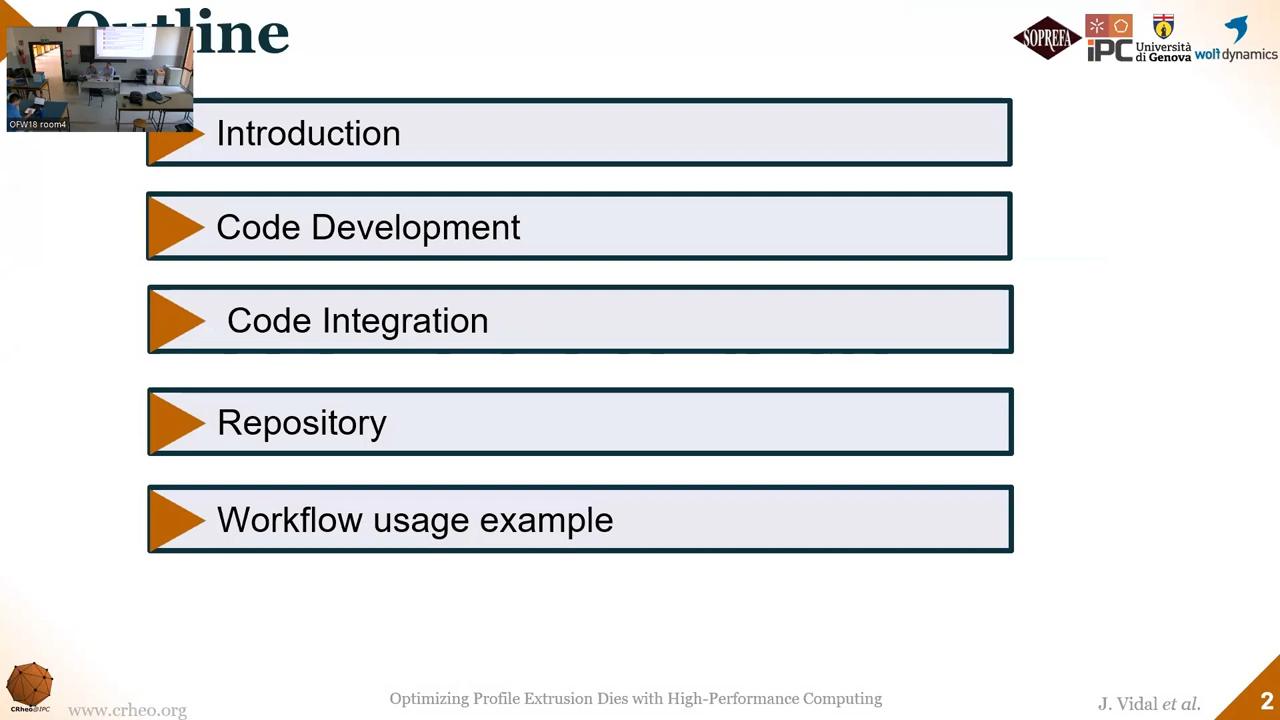 Outline
SOPREFA
iPC
Università
di Genova
wolf dynamics
OFW18 room4
Introduction
Code Development
Code Integration
Repository
Workflow usage example
CRheo@IPC
www.crheo.org
Optimizing Profile Extrusion Dies with High-Performance Computing
J. Vidal et al.
2